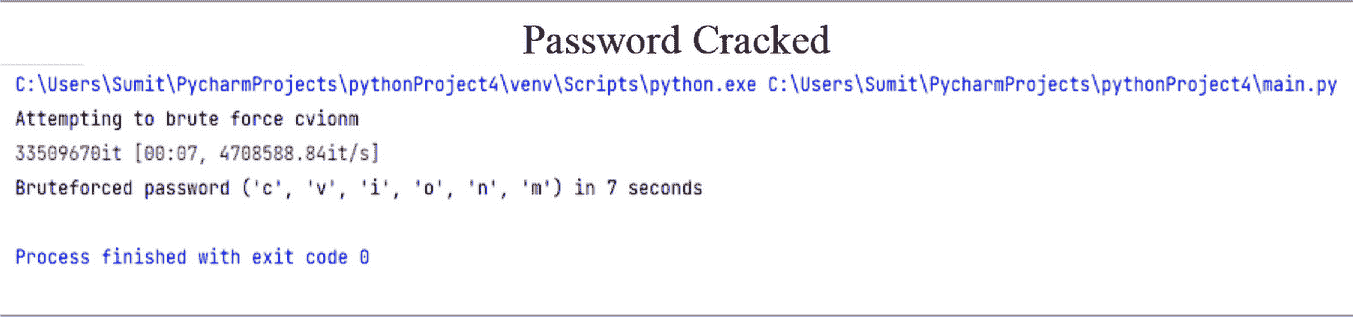 Password Cracked
C:\Users\Sumit\PycharmProjects\pythonProject4\venv\Scripts\python.exe C:\Users\Sumit\PycharmProjects\pythonProject4\main.py
Attempting to brute force cvionm
33509670it [00:07, 4708588.84it/s]
Bruteforced password ('c', 'v', 'i', 'o', 'n', 'm') in 7 seconds
Process finished with exit code 0